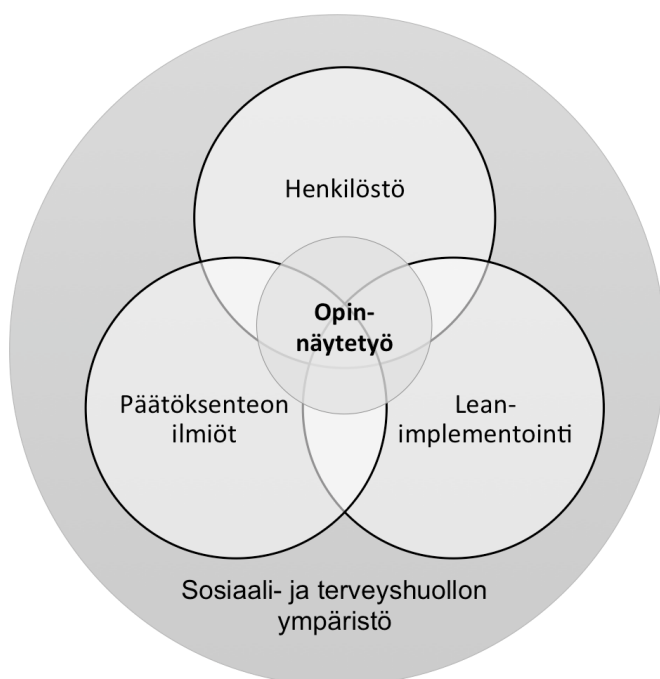 Henkilöstö
Opin-
näytetyö
Päätöksenteon
ilmiöt
Lean-
implementointi
Sosiaali- ja terveyshuollon
ympäristö